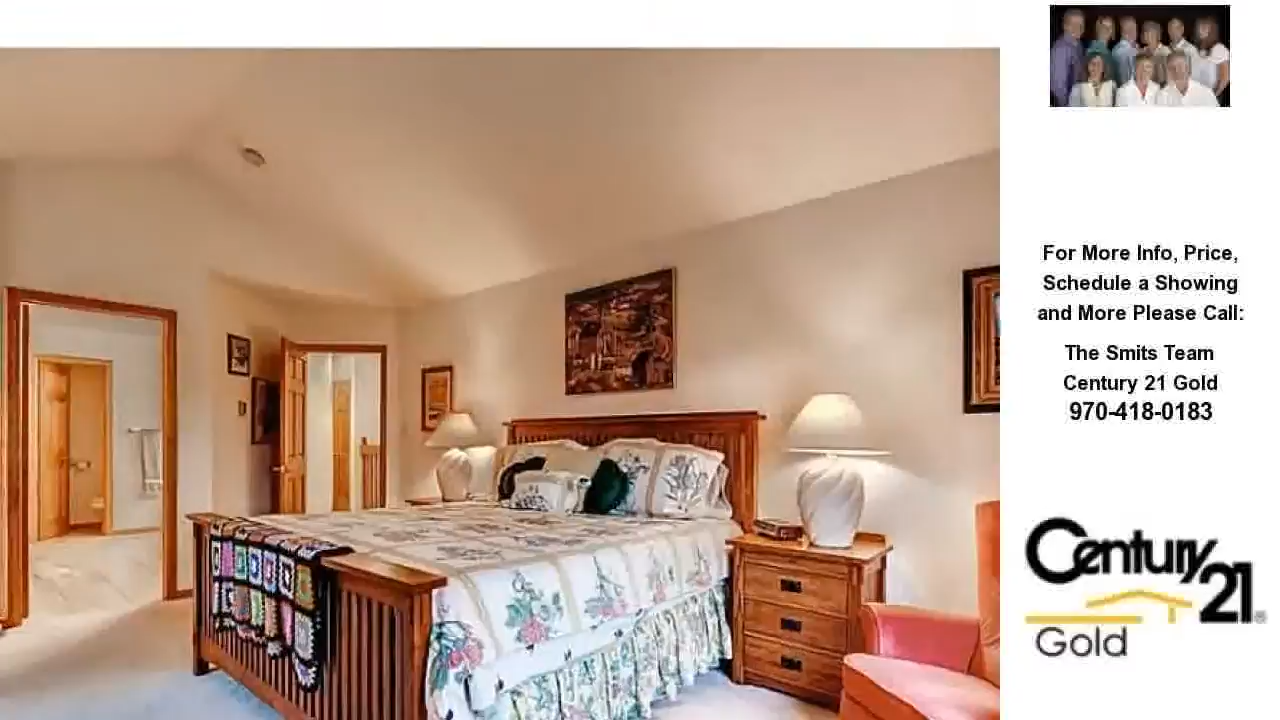 For More Info, Price,
Schedule a Showing
and More Please Call:
The Smits Team
Century 21 Gold
970-418-0183
Century
21
Gold